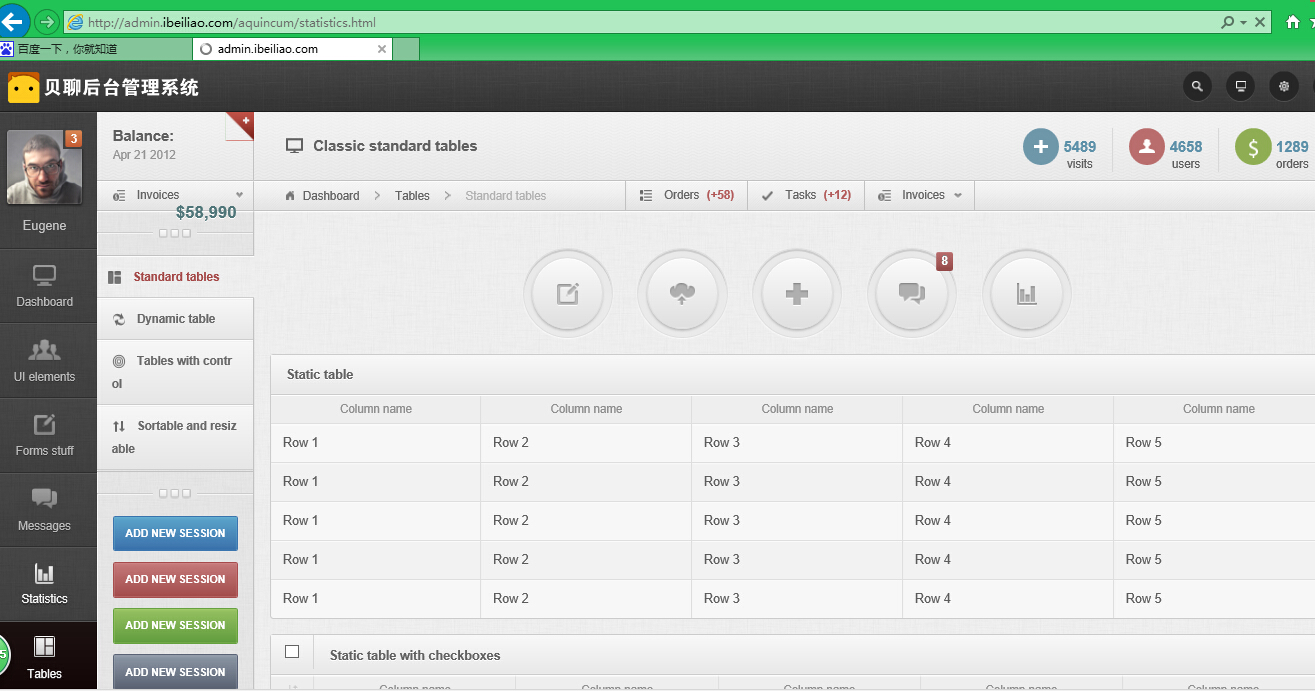 http://admin.ibeiliao.com/aquincum/statistics.html
百度一下，你就知道
admin.ibeiliao.com
贝聊后台管理系统
3
Eugene
Dashboard
UI elements
Forms stuff
Messages
Statistics
5
Tables
Balance:
Apr 21 2012
Invoices
$58,990
Standard tables
Dynamic table
Tables with contr
ol
Sortable and resiz
able
ADD NEW SESSION
ADD NEW SESSION
ADD NEW SESSION
ADD NEW SESSION
Classic standard tables
5489
visits
4658
users
1289
orders
Dashboard Tables Standard tables Orders (+58) Tasks (+12) Invoices
8
Static table
Column name Column name Column name Column name Column name
Row 1 Row 2 Row 3 Row 4 Row 5
Row 1 Row 2 Row 3 Row 4 Row 5
Row 1 Row 2 Row 3 Row 4 Row 5
Row 1 Row 2 Row 3 Row 4 Row 5
Row 1 Row 2 Row 3 Row 4 Row 5
Static table with checkboxes
Column name Column name Column name Column name Column name